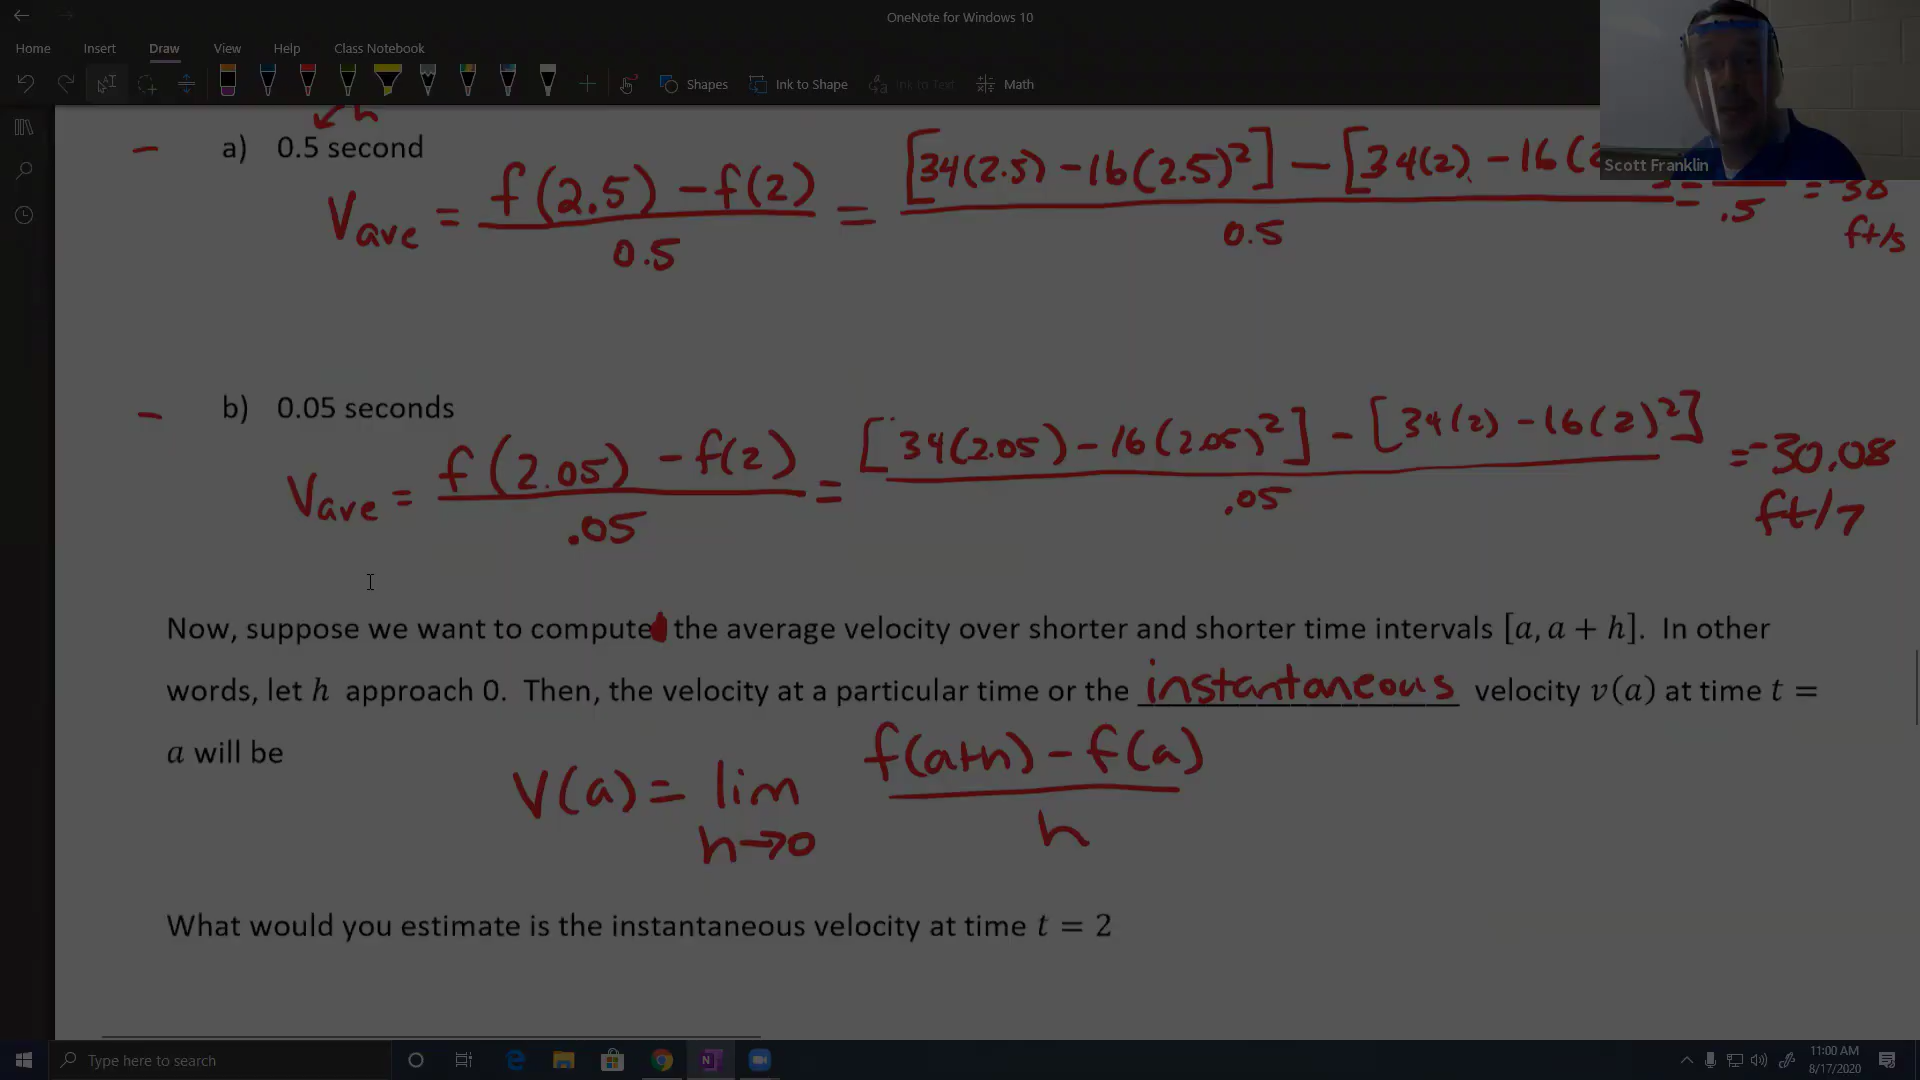 OneNote for Windows 10
Home Insert Draw View Help Class Notebook
Shapes Ink to Shape Ink to Text Math
h
a) 0.5 second
Vave = f(2.5) - f(2) / 0.5 = [34(2.5) - 16(2.5)²] - [34(2) - 16(2 / 0.5 = .5 = -38 ft/s
Scott Franklin
b) 0.05 seconds
Vave = f(2.05) - f(2) / .05 = [34(2.05) - 16(2.05)²] - [34(2) - 16(2)²] / .05 = -30.08
ft/
Now, suppose we want to compute the average velocity over shorter and shorter time intervals [a, a + h]. In other
words, let h approach 0. Then, the velocity at a particular time or the instantaneous velocity v(a) at time t =
a will be
V(a) = lim h→0 f(a+h) - f(a) / h
What would you estimate is the instantaneous velocity at time t = 2
Type here to search
11:00 AM
8/17/2020